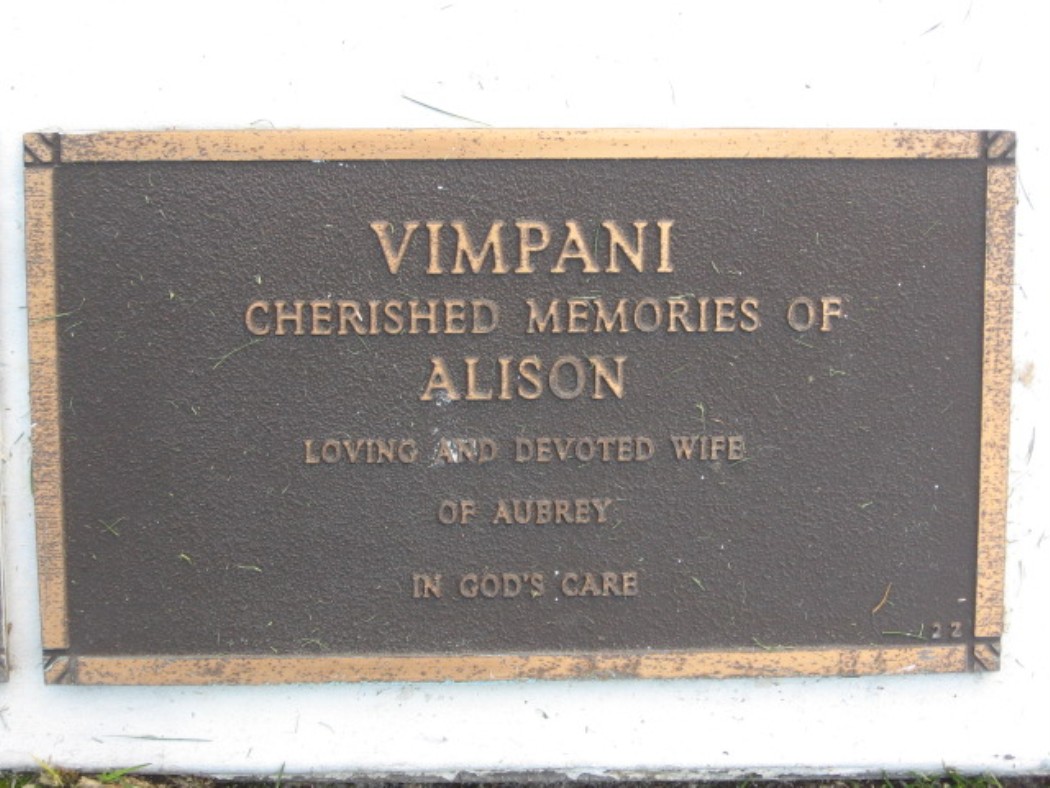 VIMPANI
CHERISHED MEMORIES OF
ALISON
LOVING AND DEVOTED WIFE
OF AUBREY
IN GOD'S CARE
22